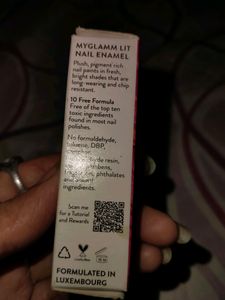 MYGLAMM LIT
NAIL ENAMEL
Plush, pigment rich
nail paints in fresh,
bright shades that are
long-wearing and chip
resistant.
10 Free Formula
Free of the top ten
toxic ingredients
found in most nail
polishes.
No formaldehyde,
toluene, DBP,
resin,
phthalates
ingredients.
Scan me
for a Tutorial
and Rewards
FORMULATED IN
LUXEMBOURG